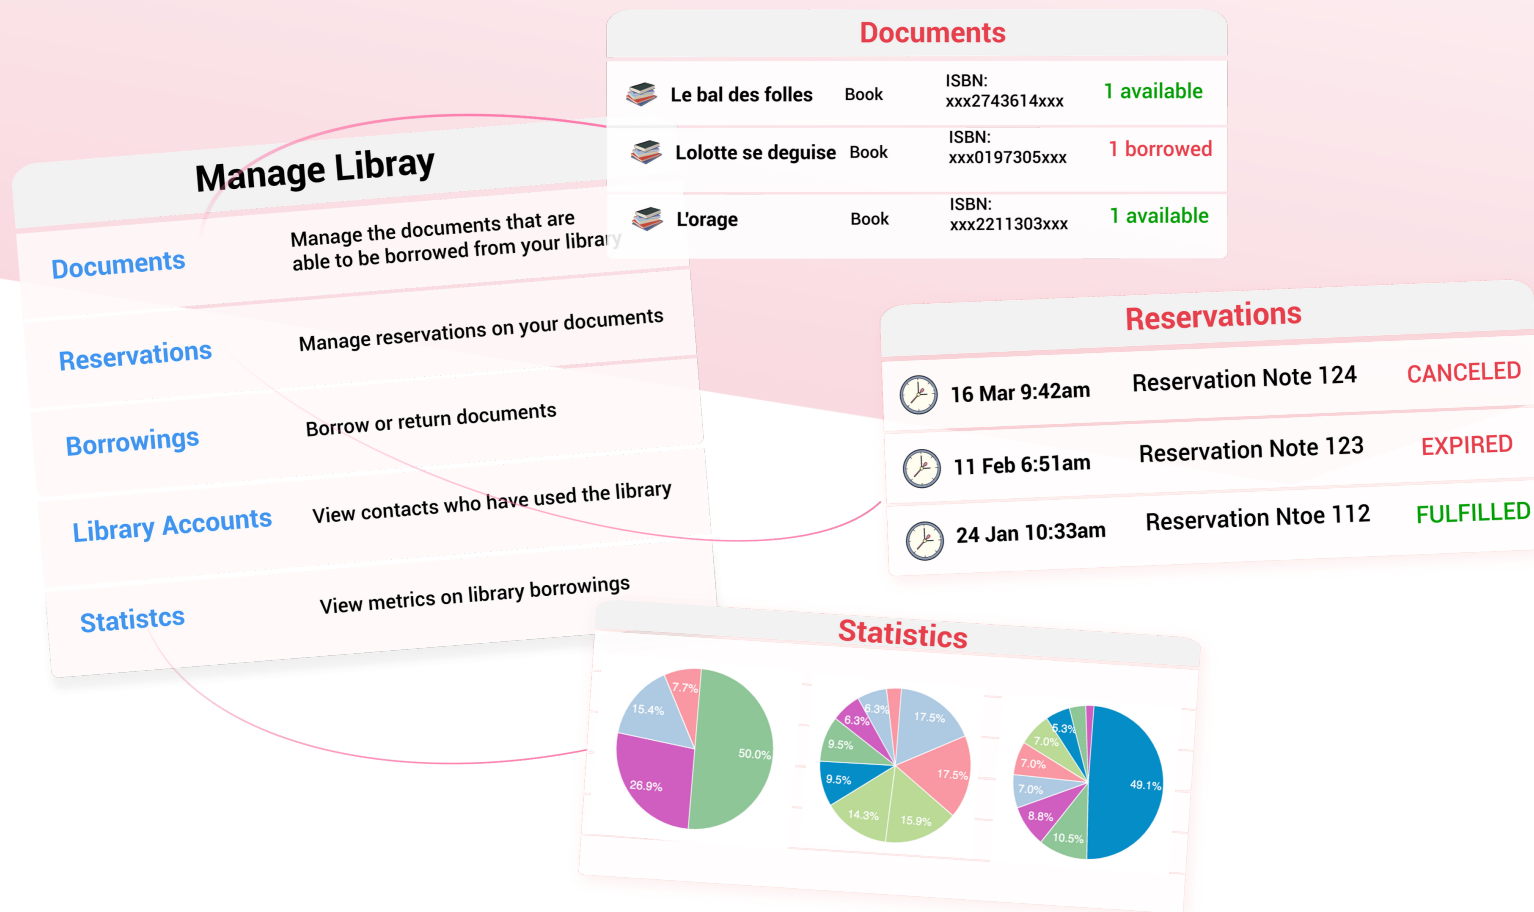 Manage Libray
Documents
Manage the documents that are
able to be borrowed from your library
Reservations
Manage reservations on your documents
Borrowings
Borrow or return documents
Library Accounts
View contacts who have used the library
Statistcs
View metrics on library borrowings
Documents
Le bal des folles
Book
ISBN:
xxx2743614xxx
1 available
Lolotte se deguise
Book
ISBN:
xxx0197305xxx
1 borrowed
L'orage
Book
ISBN:
xxx2211303xxx
1 available
Reservations
16 Mar 9:42am
Reservation Note 124
CANCELED
11 Feb 6:51am
Reservation Note 123
EXPIRED
24 Jan 10:33am
Reservation Ntoe 112
FULFILLED
Statistics
7.7%
15.4%
50.0%
26.9%
6.3%
6.3%
17.5%
9.5%
17.5%
9.5%
14.3%
15.9%
5.3%
7.0%
7.0%
7.0%
49.1%
8.8%
10.5%